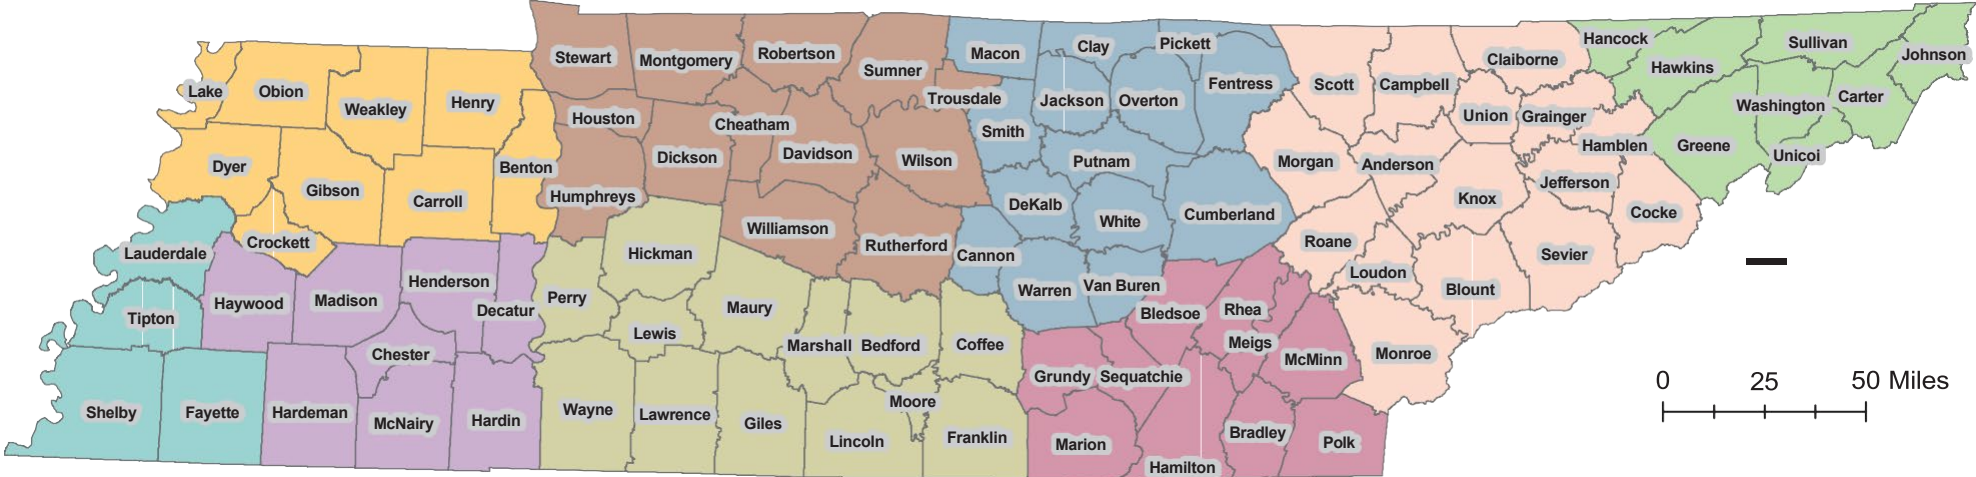 Lake
Obion
Weakley
Henry
Dyer
Gibson
Carroll
Benton
Crockett
Stewart
Montgomery
Robertson
Sumner
Trousdale
Houston
Cheatham
Dickson
Davidson
Wilson
Humphreys
Williamson
Rutherford
Macon
Clay
Pickett
Fentress
Jackson
Overton
Smith
Putnam
DeKalb
White
Cumberland
Cannon
Warren
Van Buren
Scott
Campbell
Claiborne
Union
Grainger
Hamblen
Morgan
Anderson
Jefferson
Knox
Cocke
Roane
Loudon
Sevier
Blount
Monroe
Hancock
Hawkins
Sullivan
Johnson
Washington
Carter
Greene
Unicoi
Lauderdale
Tipton
Shelby
Fayette
Haywood
Madison
Henderson
Decatur
Chester
Hardeman
McNairy
Hardin
Hickman
Perry
Lewis
Maury
Marshall
Bedford
Coffee
Moore
Wayne
Lawrence
Giles
Lincoln
Franklin
Bledsoe
Rhea
Meigs
McMinn
Grundy
Sequatchie
Marion
Hamilton
Bradley
Polk
0 25 50 Miles